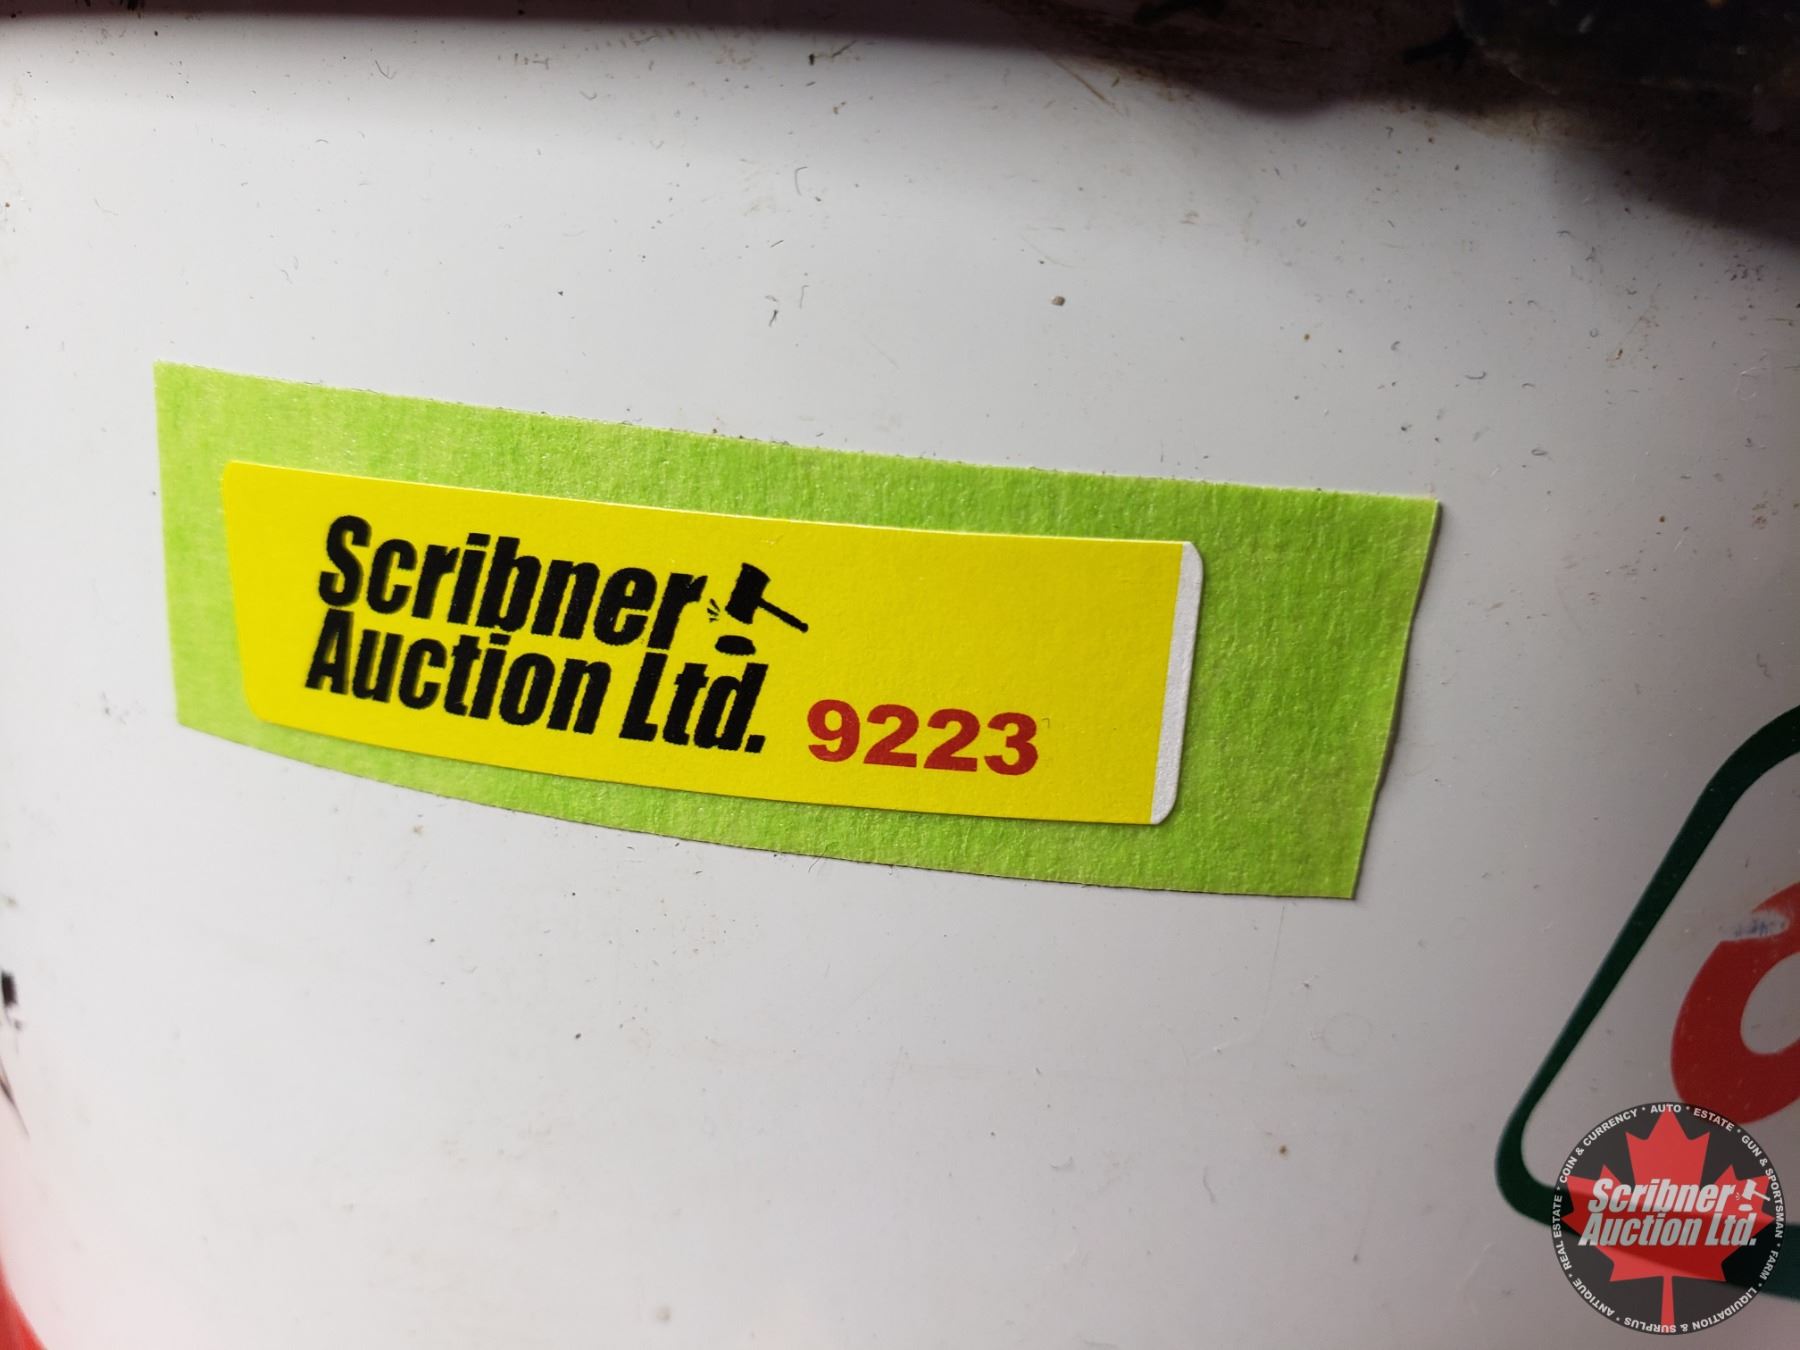 Scribner
Auction Ltd. 9223
COIN & CURRENCY • AUTO • ESTATE • GUN & SPORTSMAN • FARM • LIQUIDATION & SURPLUS • ANTIQUE • REAL ESTATE •
Scribner
Auction Ltd.